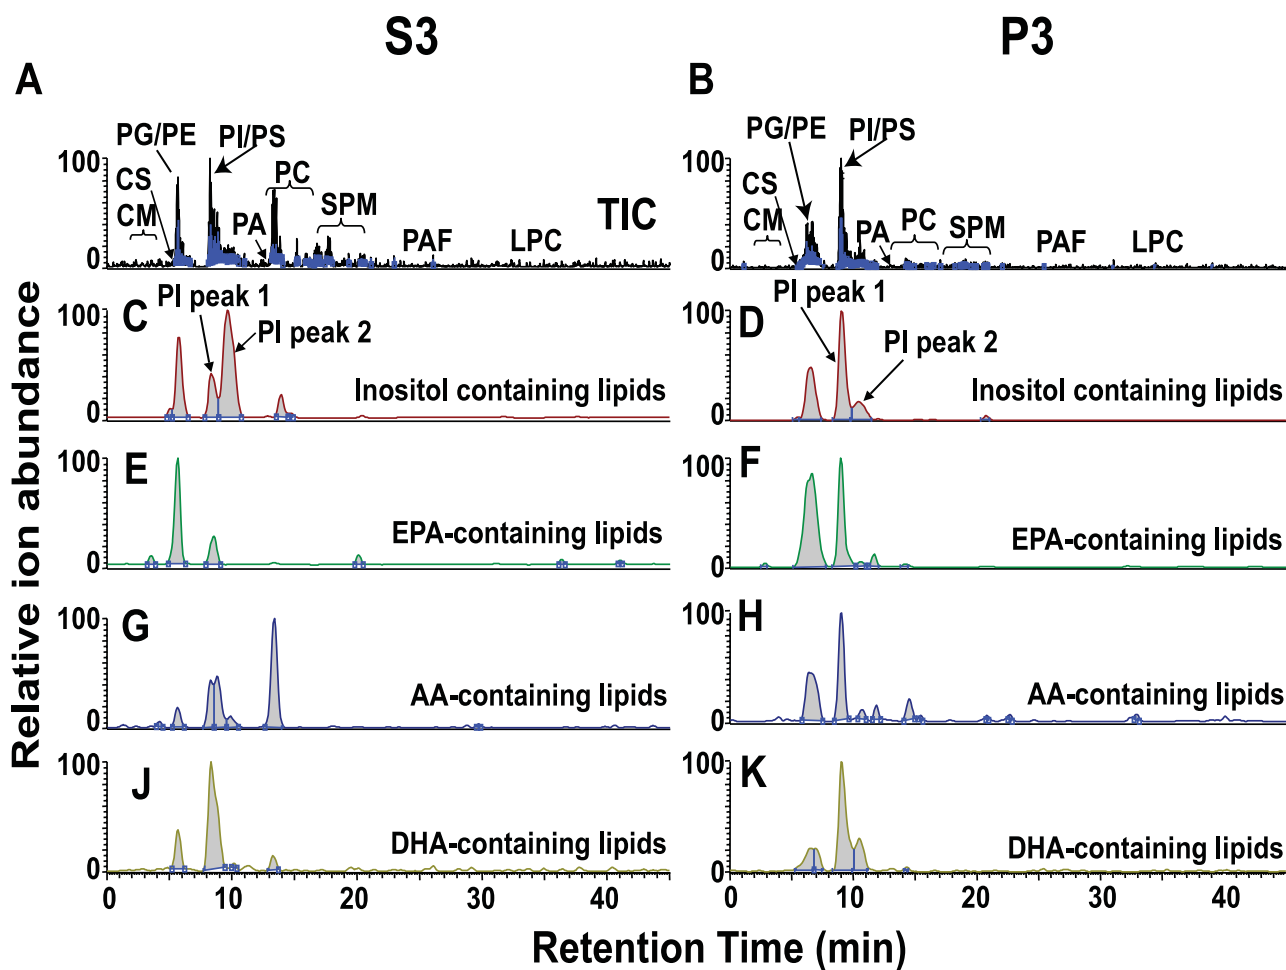 S3
P3
A
PG/PE
PI/PS
CS
CM
PA
PC
SPM
TIC
PAF
LPC
100
0
B
PG/PE
PI/PS
CS
CM
PA
PC
SPM
PAF
LPC
100
0
C
PI peak 1
PI peak 2
Inositol containing lipids
100
0
D
PI peak 1
PI peak 2
Inositol containing lipids
100
0
E
EPA-containing lipids
100
0
F
EPA-containing lipids
100
0
G
AA-containing lipids
100
0
H
AA-containing lipids
100
0
J
DHA-containing lipids
100
0
K
DHA-containing lipids
100
0
0 10 20 30 40
0 10 20 30 40
Relative ion abundance
Retention Time (min)